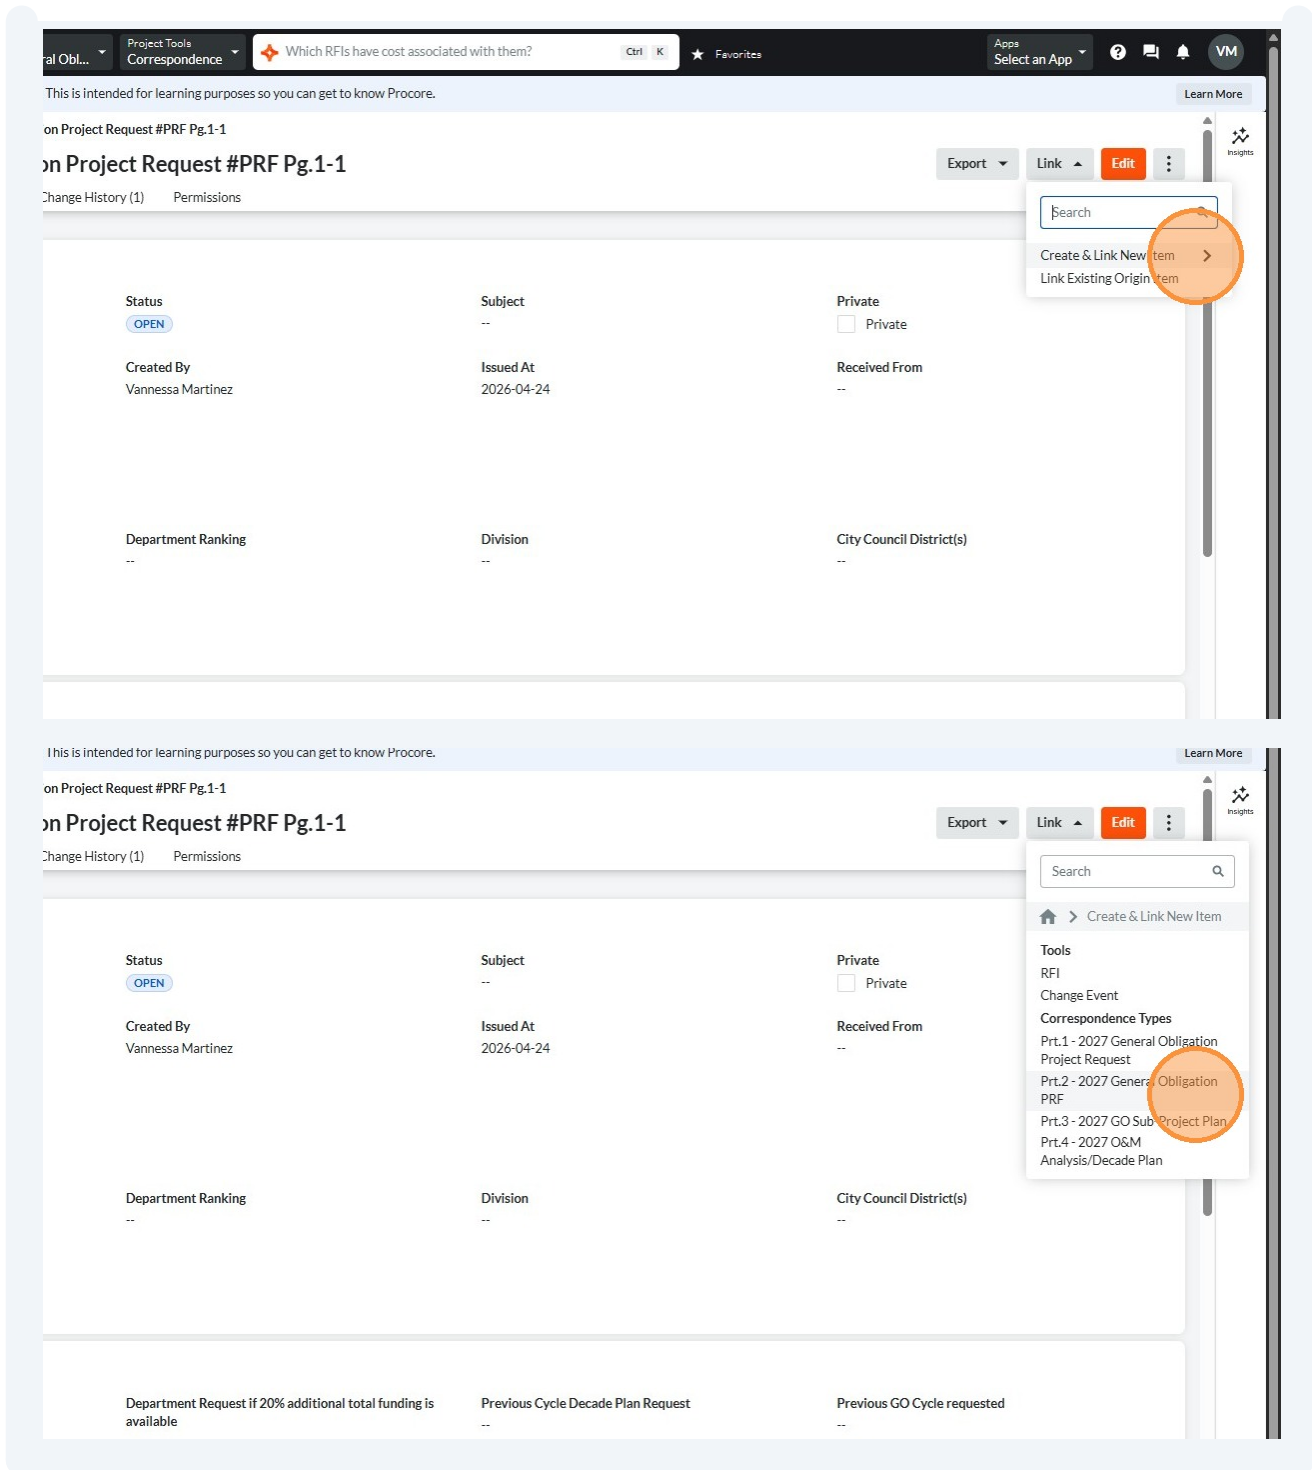 ral Obl...
Project Tools
Correspondence
Which RFIs have cost associated with them?
Ctrl K
Favorites
Apps
Select an App
VM
This is intended for learning purposes so you can get to know Procore.
Learn More
on Project Request #PRF Pg.1-1
Insights
on Project Request #PRF Pg.1-1
Export
Link
Edit
Change History (1)
Permissions
Search
Create & Link New Item
Link Existing Origin Item
Status
Subject
Private
OPEN
--
Private
Created By
Issued At
Received From
Vannessa Martinez
2026-04-24
--
Department Ranking
Division
City Council District(s)
--
--
--
This is intended for learning purposes so you can get to know Procore.
Learn More
on Project Request #PRF Pg.1-1
Insights
on Project Request #PRF Pg.1-1
Export
Link
Edit
Change History (1)
Permissions
Search
Create & Link New Item
Tools
RFI
Change Event
Correspondence Types
Prt.1 - 2027 General Obligation
Project Request
Prt.2 - 2027 General Obligation
PRF
Prt.3 - 2027 GO Sub-Project Plan
Prt.4 - 2027 O&M
Analysis/Decade Plan
Status
Subject
Private
OPEN
--
Private
Created By
Issued At
Received From
Vannessa Martinez
2026-04-24
--
Department Ranking
Division
City Council District(s)
--
--
--
Department Request if 20% additional total funding is
available
Previous Cycle Decade Plan Request
--
Previous GO Cycle requested
--